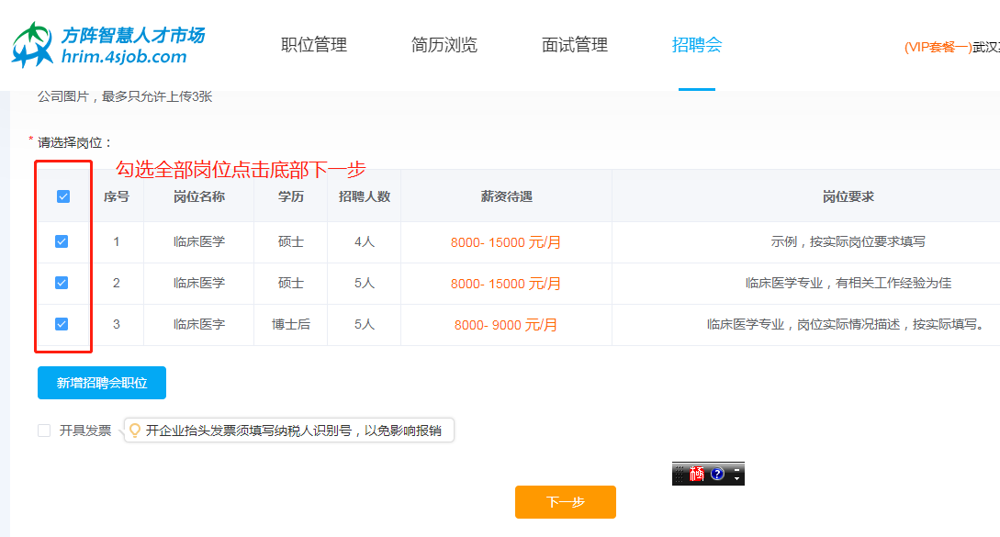 方阵智慧人才市场
hrim.4sjob.com
职位管理 简历浏览 面试管理 招聘会
(VIP套餐一)武汉
公司图片，最多只允许上传3张
* 请选择岗位：
勾选全部岗位点击底部下一步
序号 岗位名称 学历 招聘人数 薪资待遇 岗位要求
1 临床医学 硕士 4人 8000- 15000 元/月 示例，按实际岗位要求填写
2 临床医学 硕士 5人 8000- 15000 元/月 临床医学专业，有相关工作经验为佳
3 临床医字 博士后 5人 8000- 9000 元/月 临床医学专业，岗位实际情况描述，按实际填写。
新增招聘会职位
开具发票 开企业抬头发票须填写纳税人识别号，以免影响报销
極 ?
下一步